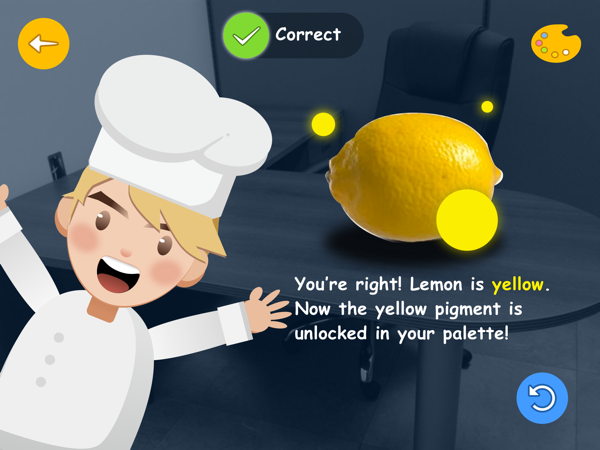 Correct
You're right! Lemon is yellow.
Now the yellow pigment is
unlocked in your palette!